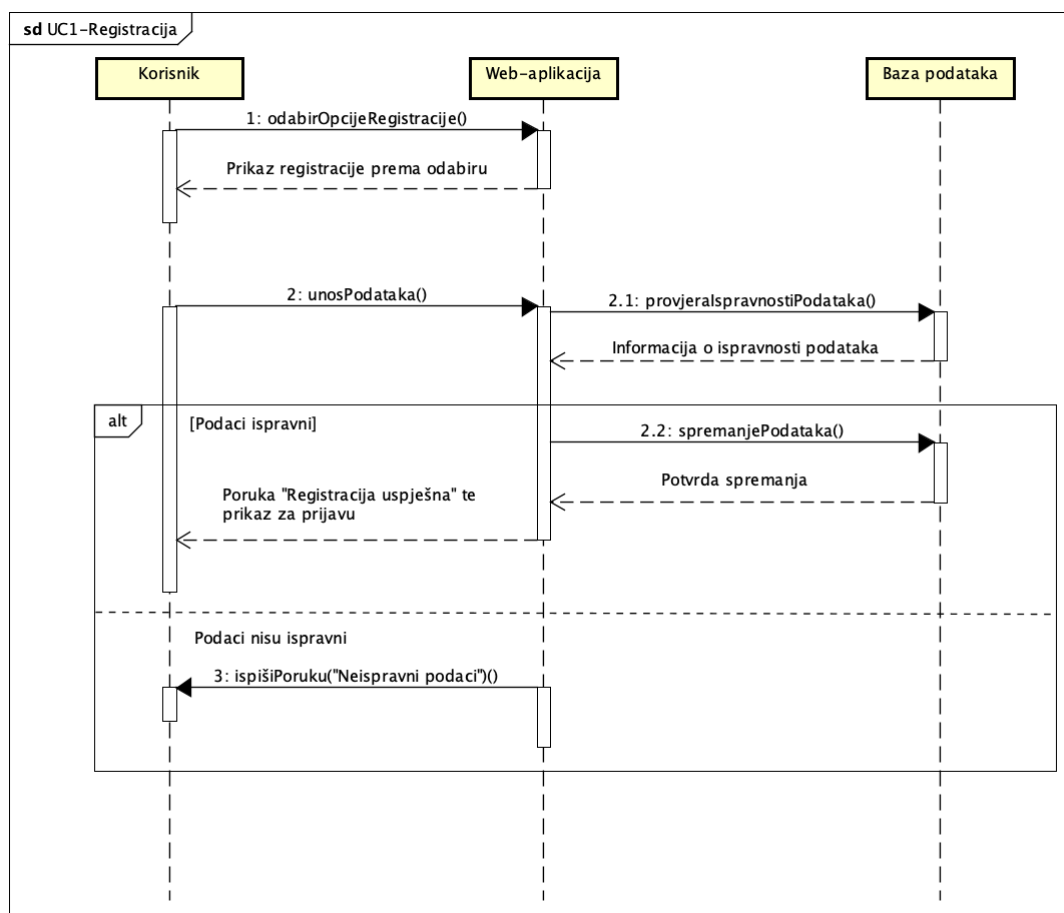 sd UC1-Registracija
Korisnik
Web-aplikacija
Baza podataka
1: odabirOpcijeRegistracije()
Prikaz registracije prema odabiru
2: unosPodataka()
2.1: provjeraIspravnostiPodataka()
Informacija o ispravnosti podataka
alt
[Podaci ispravni]
2.2: spremanjePodataka()
Potvrda spremanja
Poruka "Registracija uspješna" te
prikaz za prijavu
Podaci nisu ispravni
3: ispišiPoruku("Neispravni podaci")()